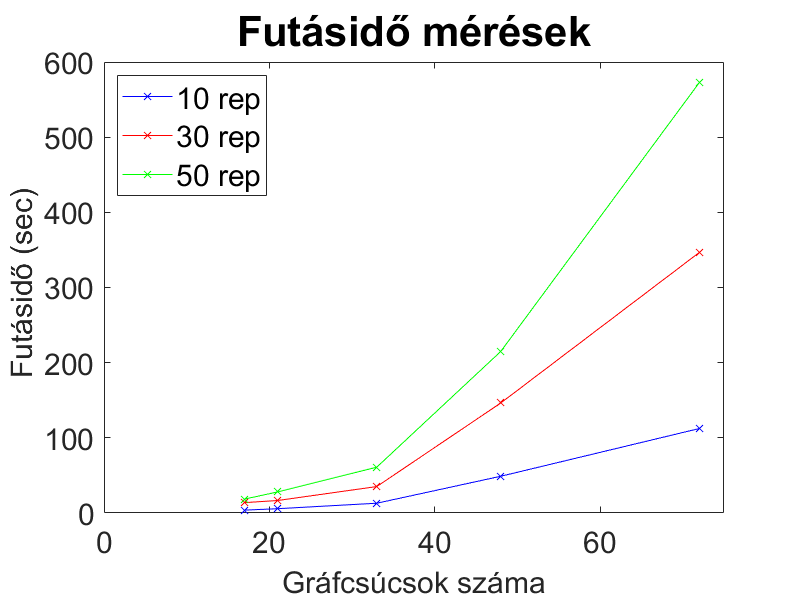 Futásidő mérések
600
500
400
300
200
100
0
Futásidő (sec)
10 rep
30 rep
50 rep
0
20
40
60
Gráfcsúcsok száma